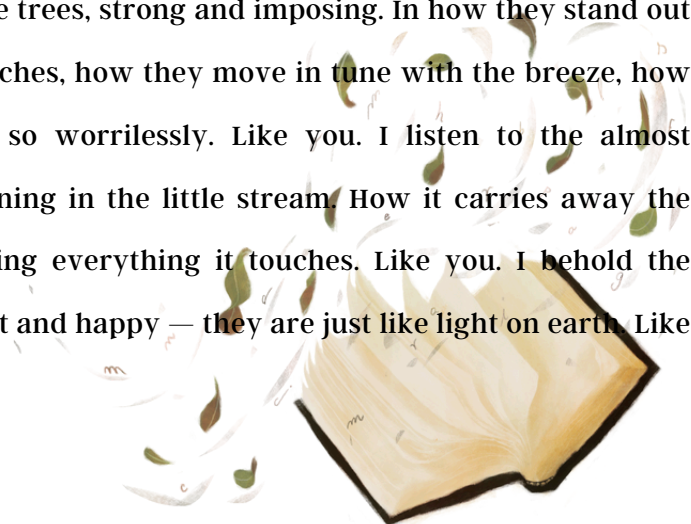 e trees, strong and imposing. In how they stand out
ches, how they move in tune with the breeze, how
so worrilessly. Like you. I listen to the almost
ning in the little stream. How it carries away the
ing everything it touches. Like you. I behold the
t and happy — they are just like light on earth. Like